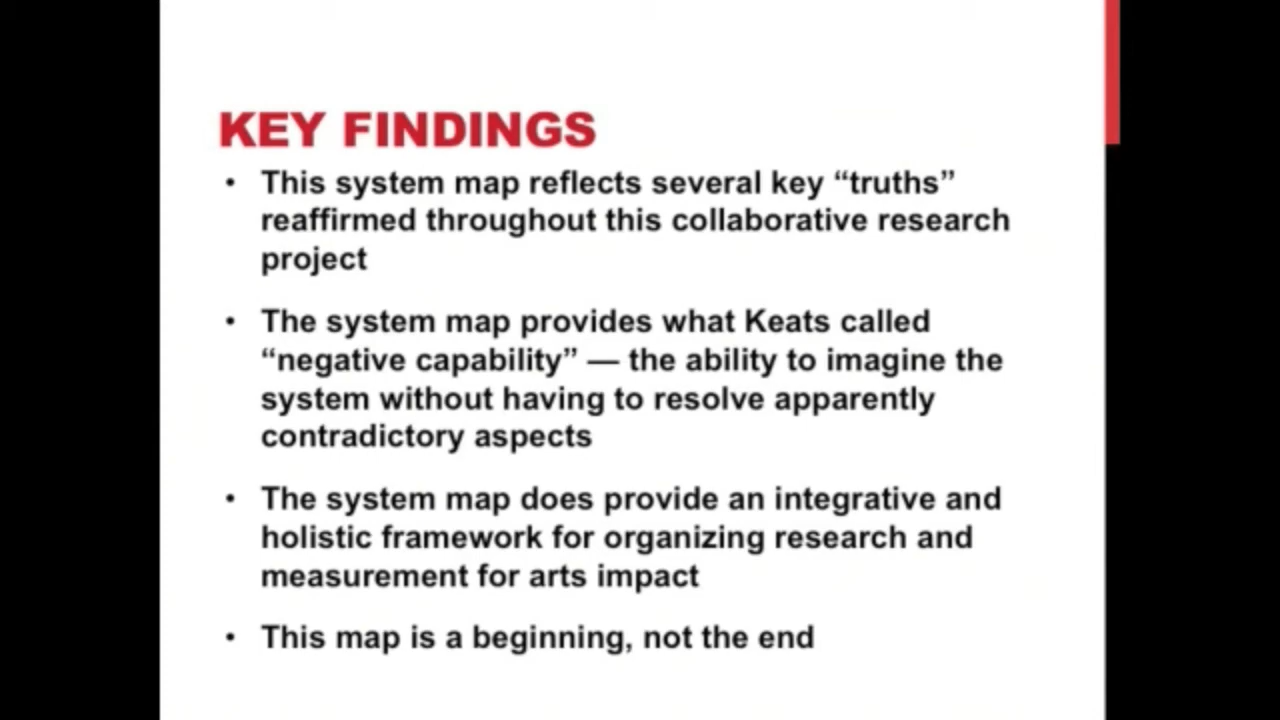 KEY FINDINGS
• This system map reflects several key “truths”
reaffirmed throughout this collaborative research
project
• The system map provides what Keats called
“negative capability” — the ability to imagine the
system without having to resolve apparently
contradictory aspects
• The system map does provide an integrative and
holistic framework for organizing research and
measurement for arts impact
• This map is a beginning, not the end